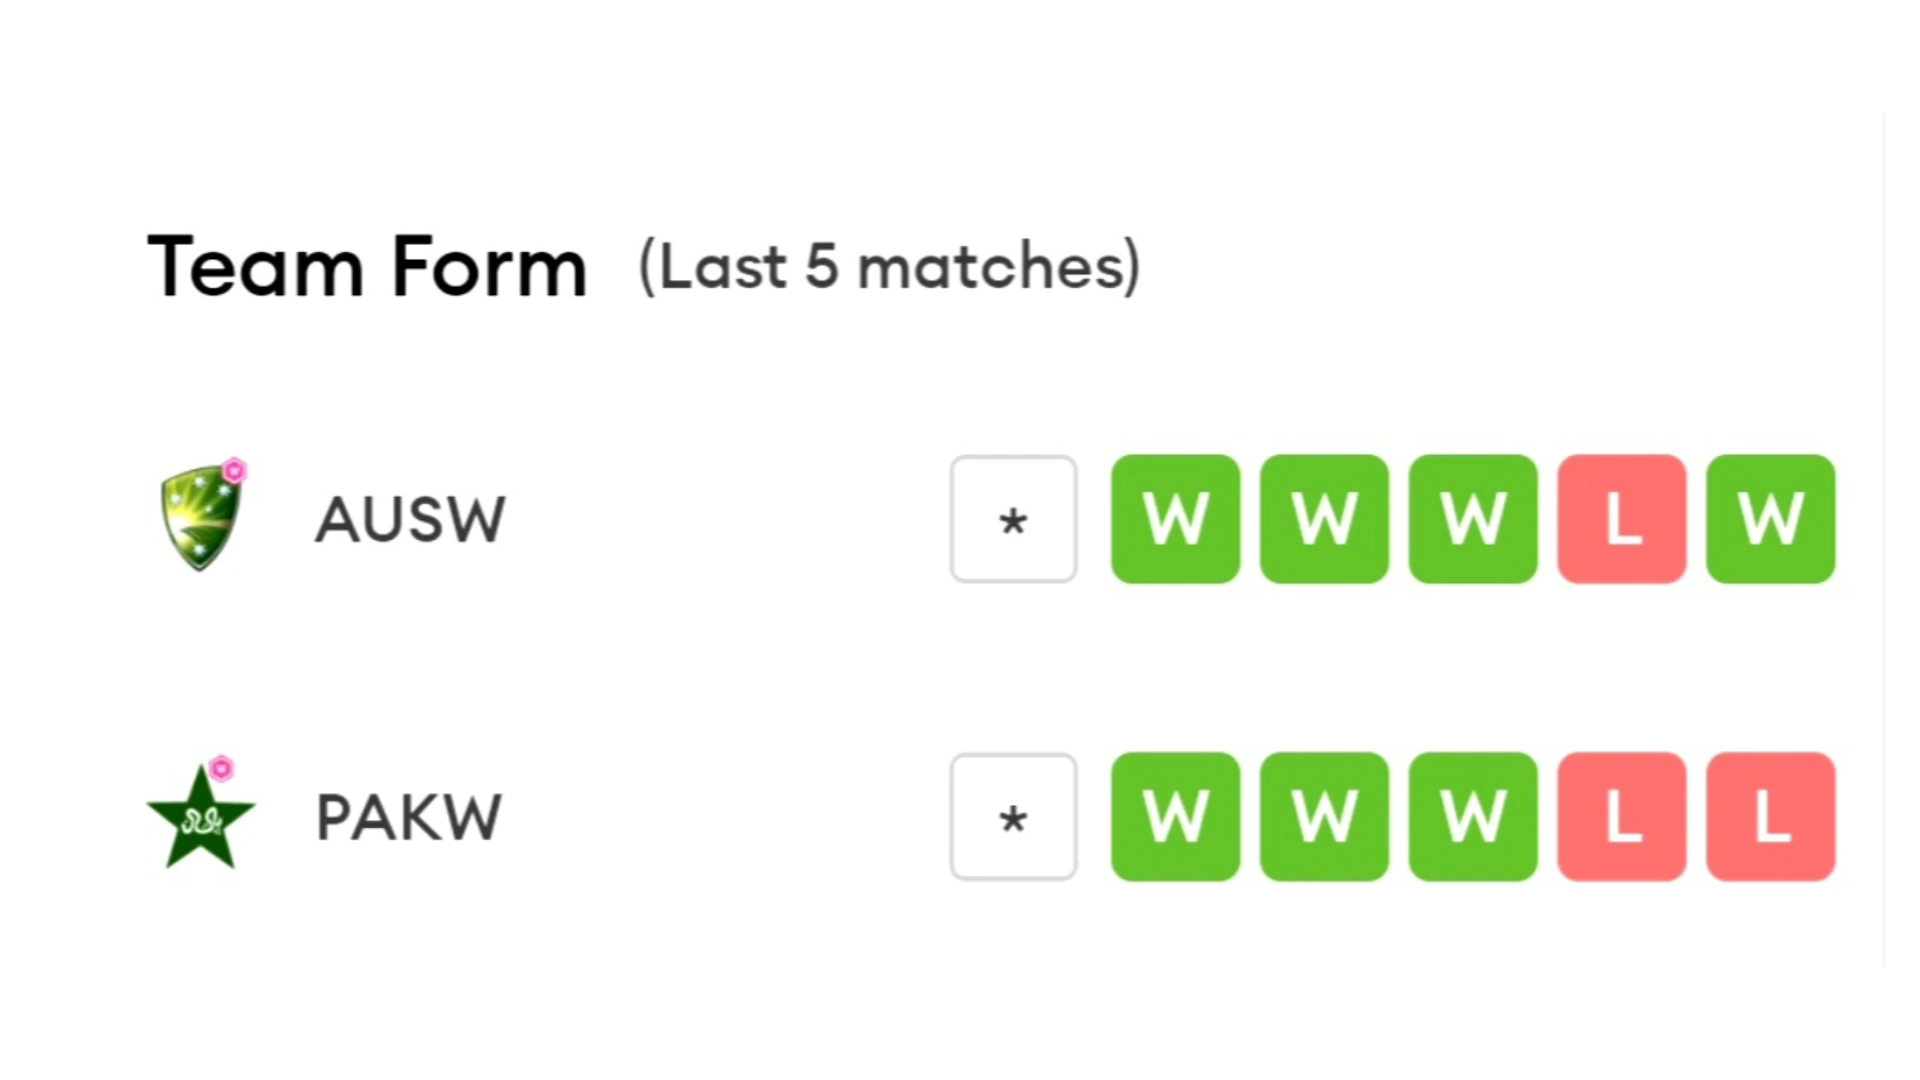 Team Form (Last 5 matches)
AUSW * W W W L W
PAKW * W W W L L